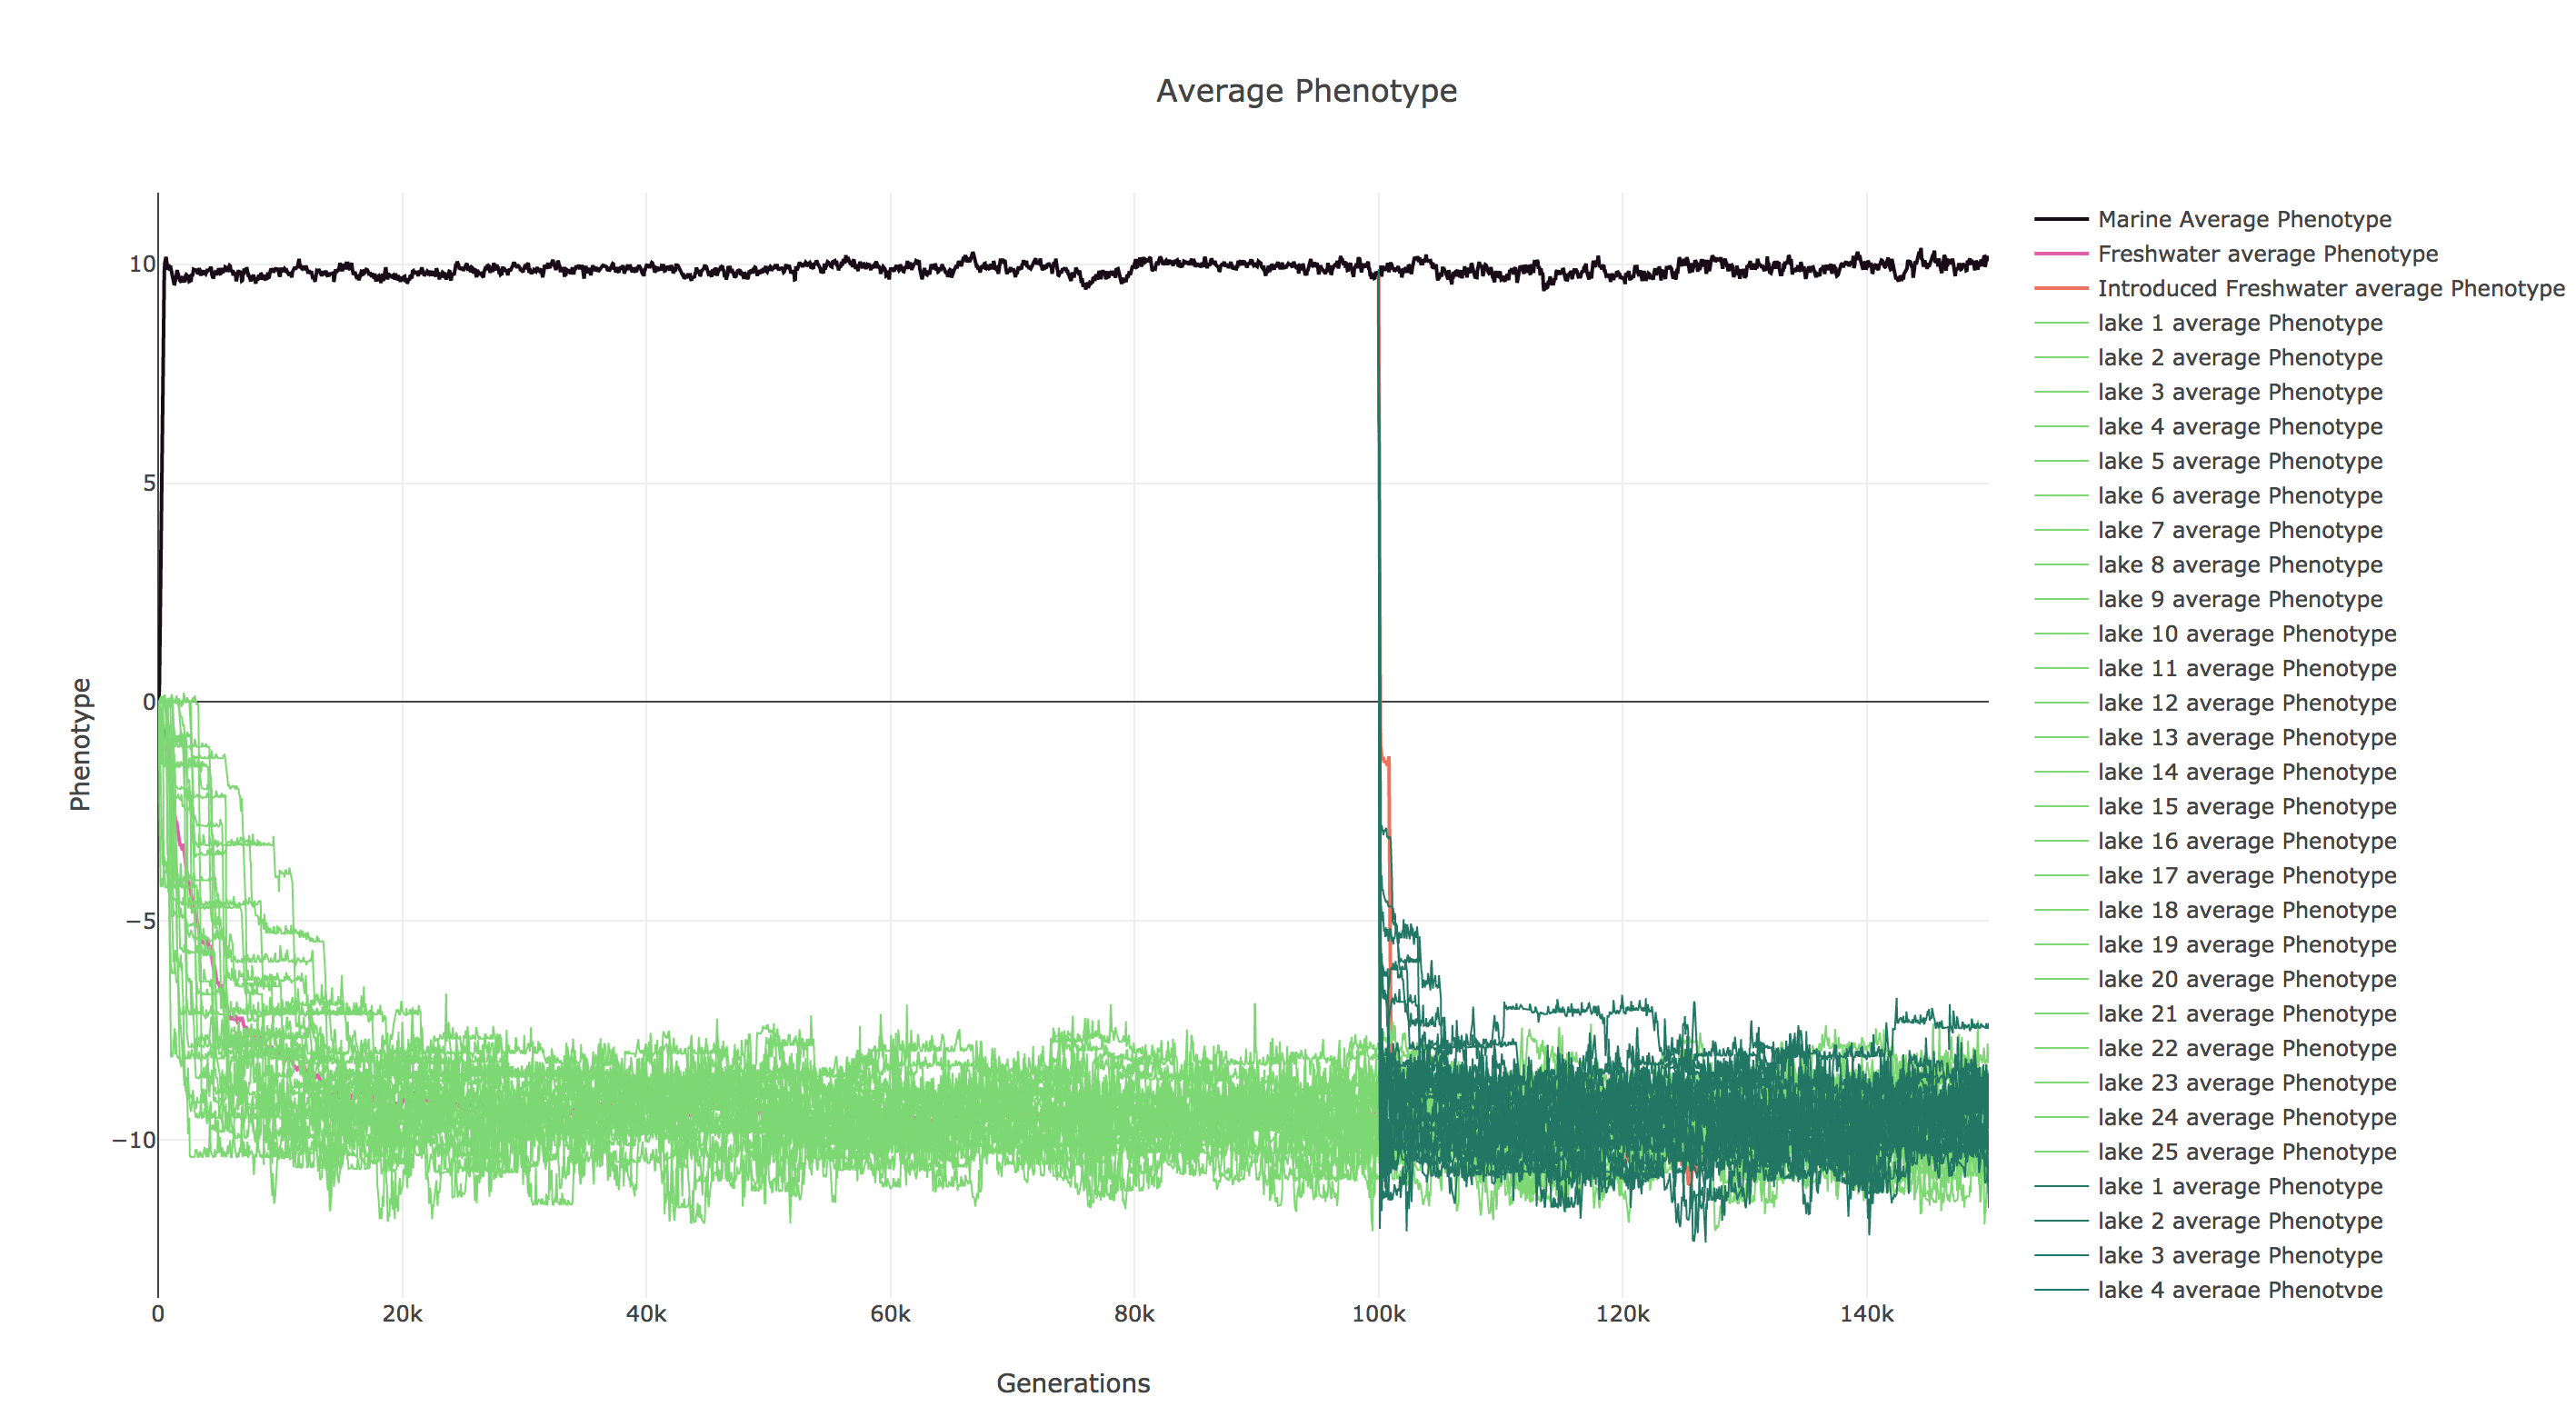 Average Phenotype
Phenotype
10
5
0
−5
−10
0
20k
40k
60k
80k
100k
120k
140k
Generations
Marine Average Phenotype
Freshwater average Phenotype
Introduced Freshwater average Phenotype
lake 1 average Phenotype
lake 2 average Phenotype
lake 3 average Phenotype
lake 4 average Phenotype
lake 5 average Phenotype
lake 6 average Phenotype
lake 7 average Phenotype
lake 8 average Phenotype
lake 9 average Phenotype
lake 10 average Phenotype
lake 11 average Phenotype
lake 12 average Phenotype
lake 13 average Phenotype
lake 14 average Phenotype
lake 15 average Phenotype
lake 16 average Phenotype
lake 17 average Phenotype
lake 18 average Phenotype
lake 19 average Phenotype
lake 20 average Phenotype
lake 21 average Phenotype
lake 22 average Phenotype
lake 23 average Phenotype
lake 24 average Phenotype
lake 25 average Phenotype
lake 1 average Phenotype
lake 2 average Phenotype
lake 3 average Phenotype
lake 4 average Phenotype